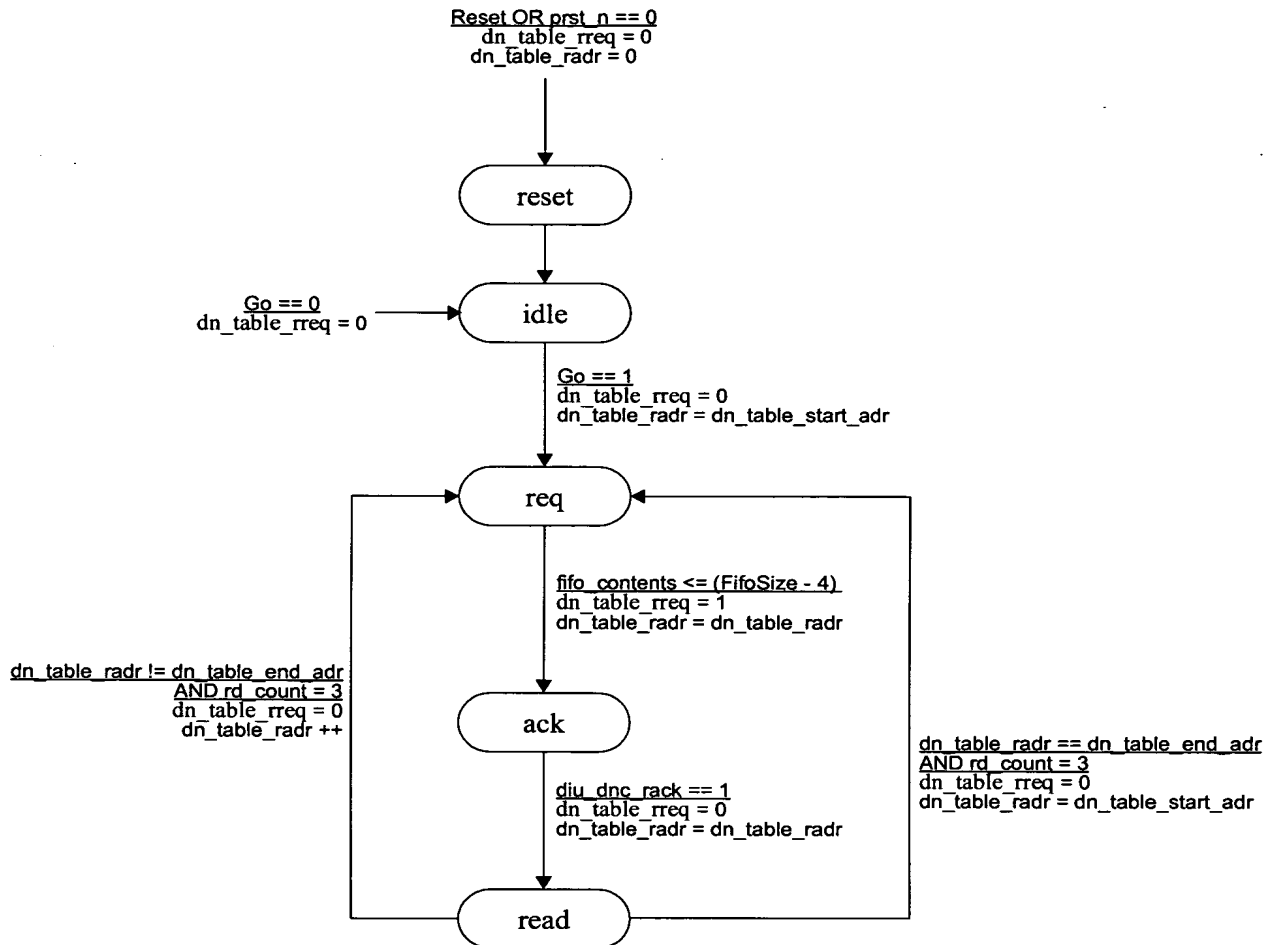 Reset OR prst_n == 0
dn_table_rreq = 0
dn_table_radr = 0
reset
idle
Go == 0
dn_table_rreq = 0
Go == 1
dn_table_rreq = 0
dn_table_radr = dn_table_start_adr
req
fifo_contents <= (FifoSize - 4)
dn_table_rreq = 1
dn_table_radr = dn_table_radr
dn_table_radr != dn_table_end_adr
AND rd_count = 3
dn_table_rreq = 0
dn_table_radr ++
ack
dn_table_radr == dn_table_end_adr
AND rd_count = 3
dn_table_rreq = 0
dn_table_radr = dn_table_start_adr
diu_dnc_rack == 1
dn_table_rreq = 0
dn_table_radr = dn_table_radr
read